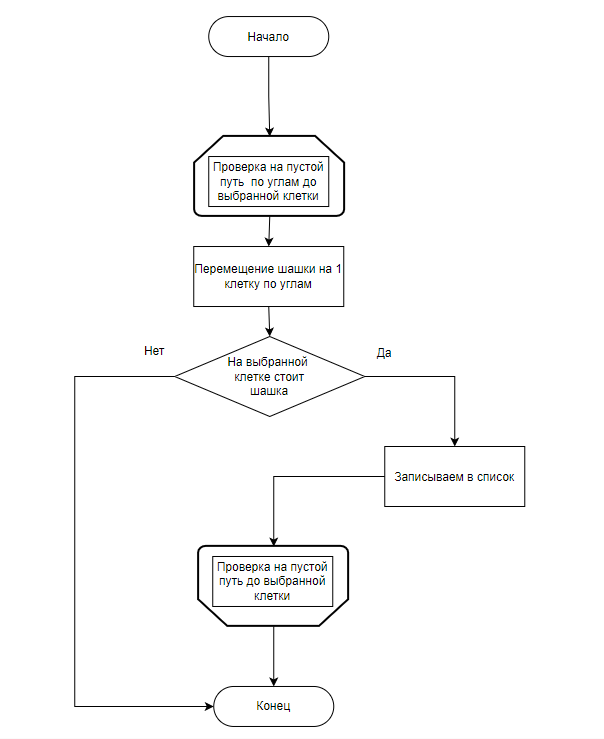 Начало
Проверка на пустой
путь по углам до
выбранной клетки
Перемещение шашки на 1
клетку по углам
Нет
Да
На выбранной
клетке стоит
шашка
Записываем в список
Проверка на пустой
путь до выбранной
клетки
Конец